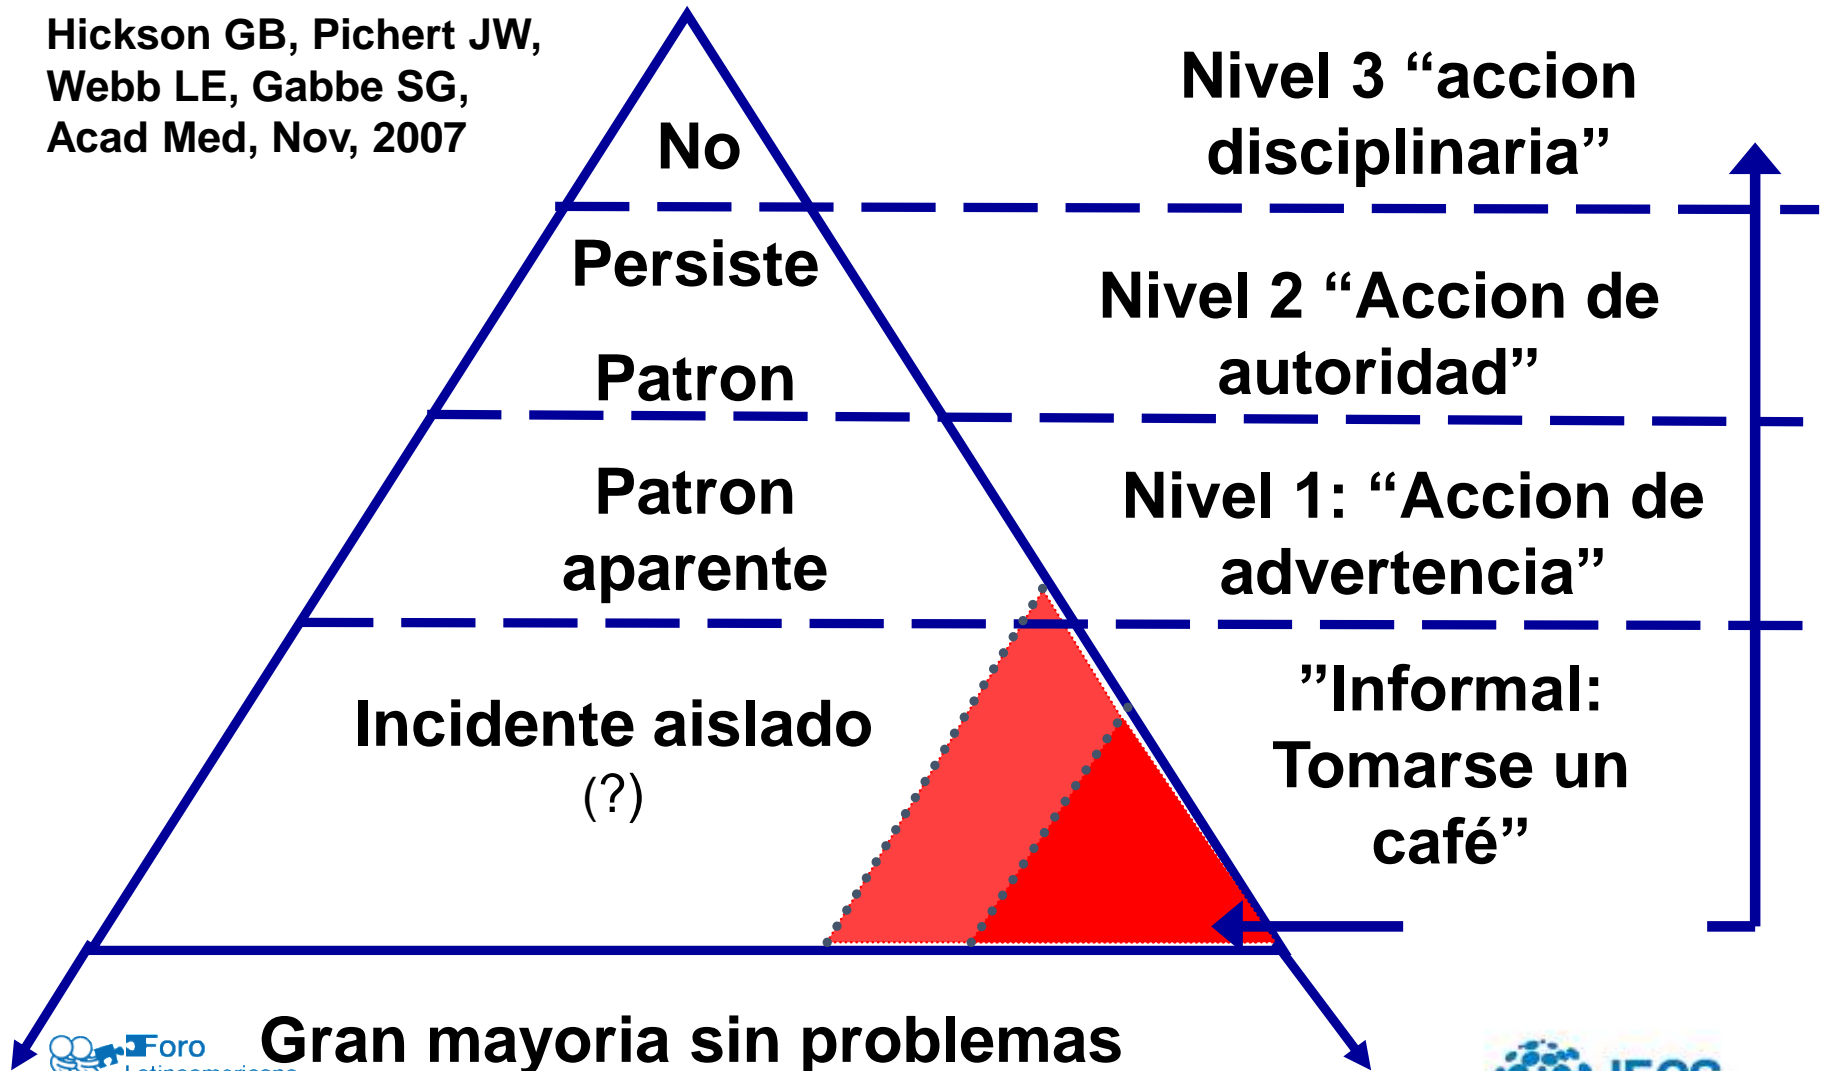 Hickson GB, Pichert JW,
Webb LE, Gabbe SG,
Acad Med, Nov, 2007
No
Nivel 3 “accion
disciplinaria”
Persiste
Patron
Nivel 2 “Accion de
autoridad”
Patron
aparente
Nivel 1: “Accion de
advertencia”
Incidente aislado
(?)
”Informal:
Tomarse un
café”
Gran mayoria sin problemas
Foro
Latinoamericano
IECS